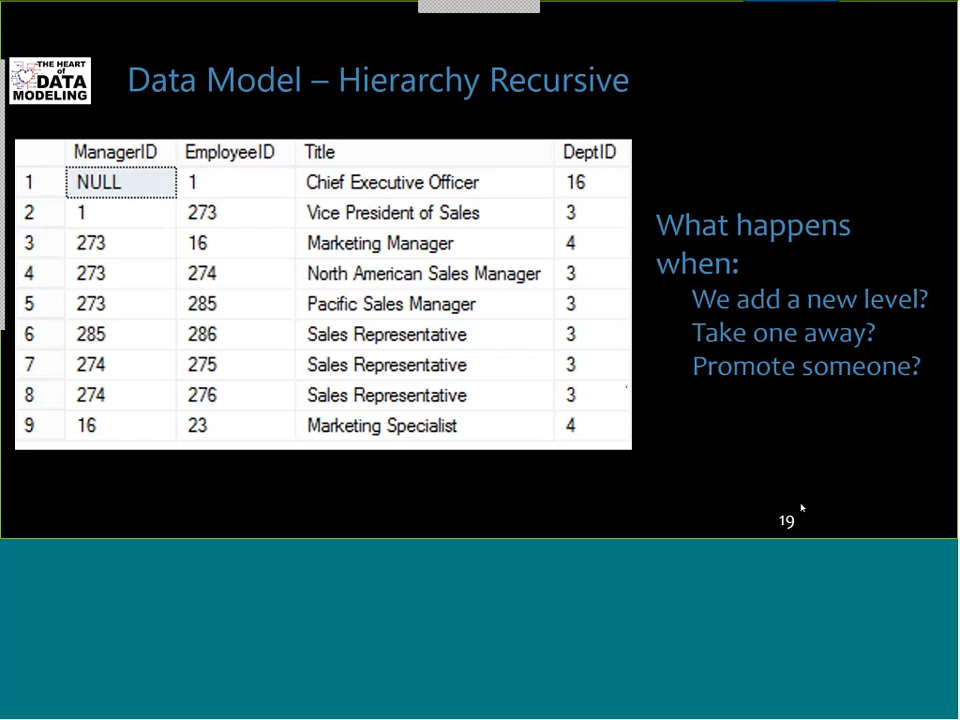 THE HEART
of
DATA
MODELING
Data Model – Hierarchy Recursive
ManagerID EmployeeID Title DeptID
1 NULL 1 Chief Executive Officer 16
2 1 273 Vice President of Sales 3
3 273 16 Marketing Manager 4
4 273 274 North American Sales Manager 3
5 273 285 Pacific Sales Manager 3
6 285 286 Sales Representative 3
7 274 275 Sales Representative 3
8 274 276 Sales Representative 3
9 16 23 Marketing Specialist 4
What happens
when:
We add a new level?
Take one away?
Promote someone?
19